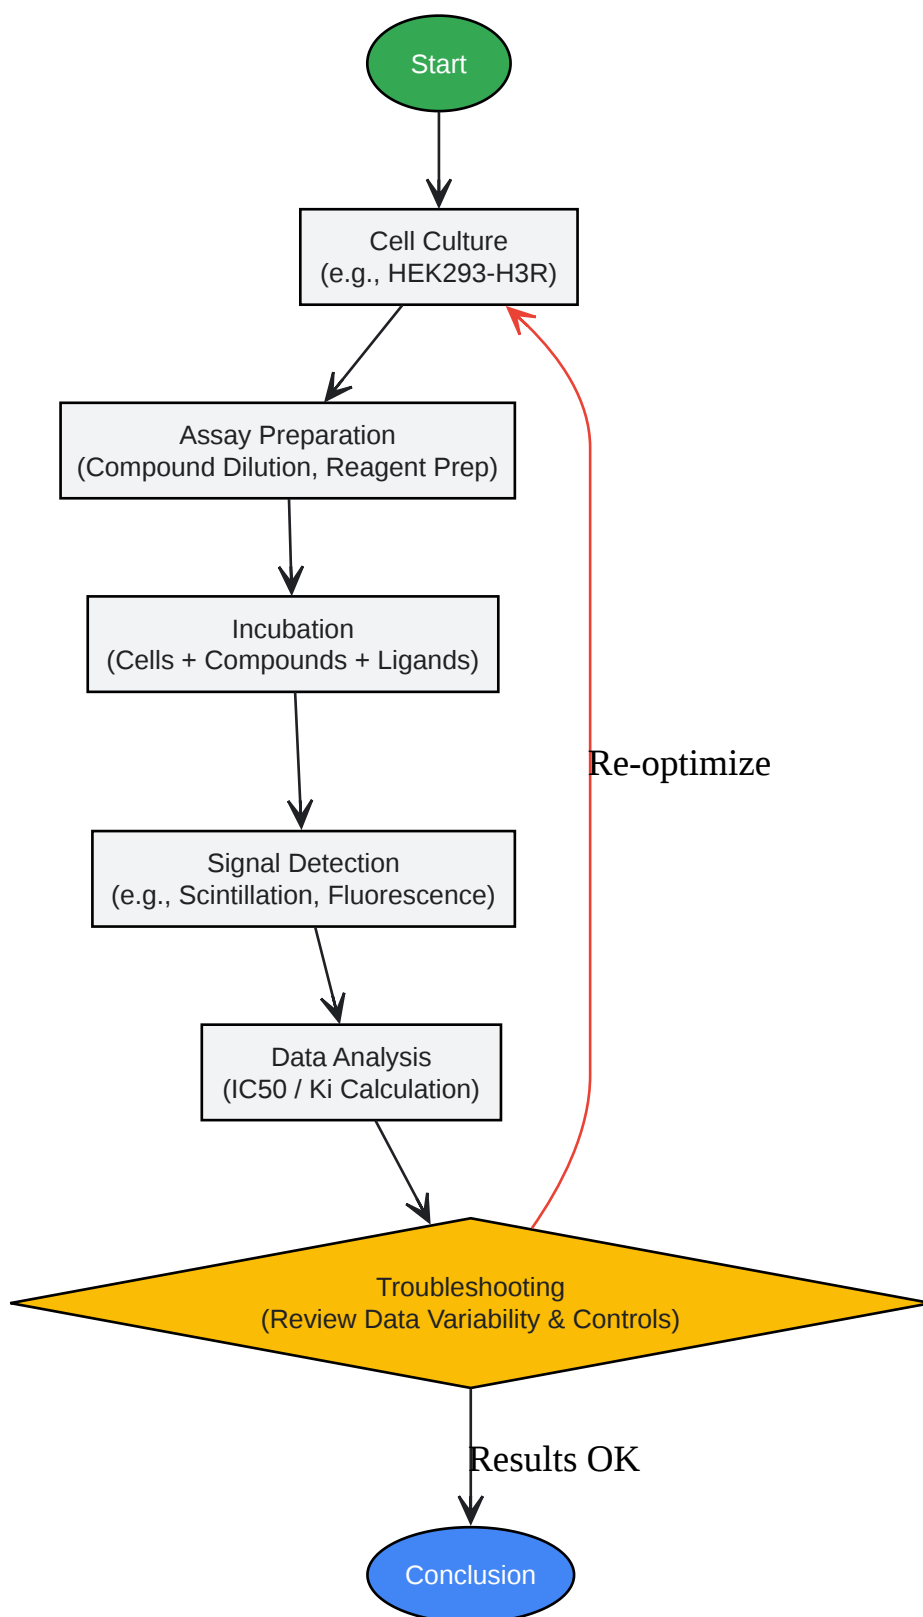 Start
Cell Culture
(e.g., HEK293-H3R)
Assay Preparation
(Compound Dilution, Reagent Prep)
Incubation
(Cells + Compounds + Ligands)
Re-optimize
Signal Detection
(e.g., Scintillation, Fluorescence)
Data Analysis
(IC50 / Ki Calculation)
Troubleshooting
(Review Data Variability & Controls)
Results OK
Conclusion